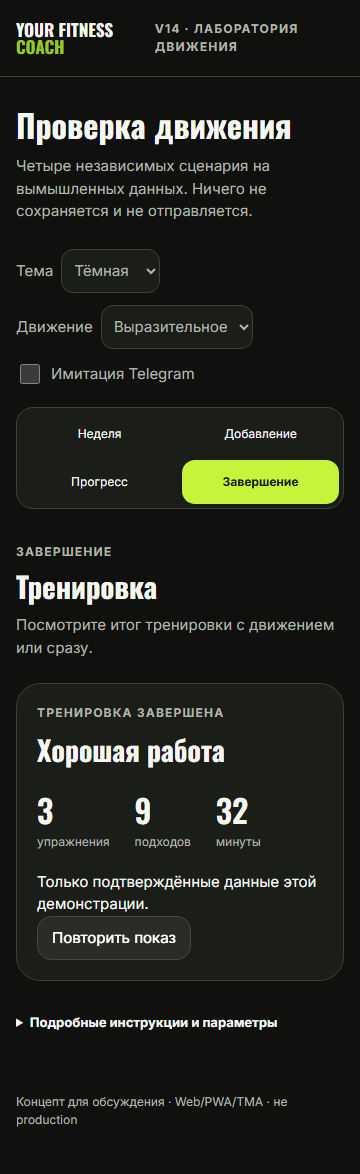 YOUR FITNESS
COACH
V14 · ЛАБОРАТОРИЯ
ДВИЖЕНИЯ
Проверка движения
Четыре независимых сценария на
вымышленных данных. Ничего не
сохраняется и не отправляется.
Тема
Тёмная
Движение
Выразительное
Имитация Telegram
Неделя
Добавление
Прогресс
Завершение
ЗАВЕРШЕНИЕ
Тренировка
Посмотрите итог тренировки с движением
или сразу.
ТРЕНИРОВКА ЗАВЕРШЕНА
Хорошая работа
3
9
32
упражнения
подходов
минуты
Только подтверждённые данные этой
демонстрации.
Повторить показ
Подробные инструкции и параметры
Концепт для обсуждения · Web/PWA/TMA · не
production